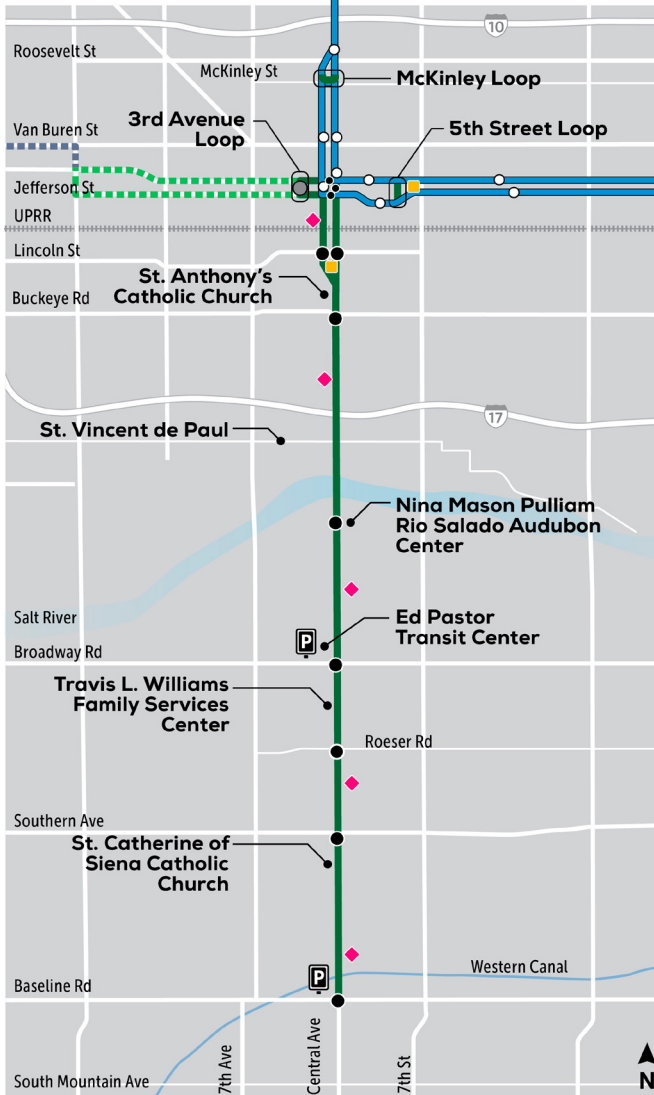 10
Roosevelt St
McKinley St
McKinley Loop
3rd Avenue
Loop
5th Street Loop
Van Buren St
Jefferson St
UPRR
Lincoln St
St. Anthony's
Catholic Church
Buckeye Rd
17
St. Vincent de Paul
Nina Mason Pulliam
Rio Salado Audubon
Center
Salt River
Ed Pastor
Transit Center
P
Broadway Rd
Travis L. Williams
Family Services
Center
Roeser Rd
Southern Ave
St. Catherine of
Siena Catholic
Church
Western Canal
P
Baseline Rd
7th Ave
Central Ave
7th St
South Mountain Ave
N